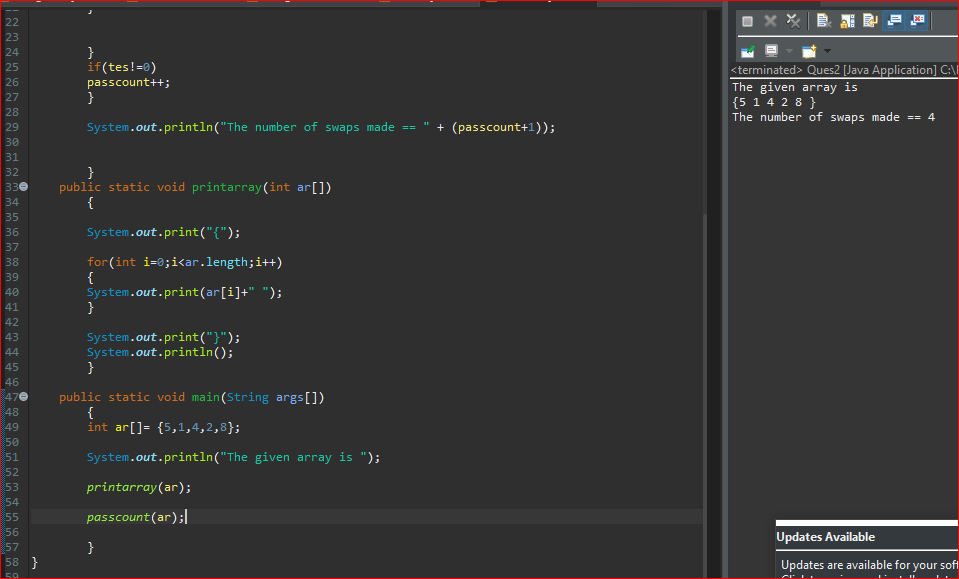 22
23
24 }
25 if(tes!=0)
26 passcount++;
27 }
28
29 System.out.println("The number of swaps made == " + (passcount+1));
30
31
32 }
33 public static void printarray(int ar[])
34 {
35
36 System.out.print("{");
37
38 for(int i=0;i<ar.length;i++)
39 {
40 System.out.print(ar[i]+" ");
41 }
42
43 System.out.print("}");
44 System.out.println();
45 }
46
47 public static void main(String args[])
48 {
49 int ar[]= {5,1,4,2,8};
50
51 System.out.println("The given array is ");
52
53 printarray(ar);
54
55 passcount(ar);
56
57 }
58 }
<terminated> Ques2 [Java Application] C:\
The given array is
{5 1 4 2 8 }
The number of swaps made == 4
Updates Available
Updates are available for your